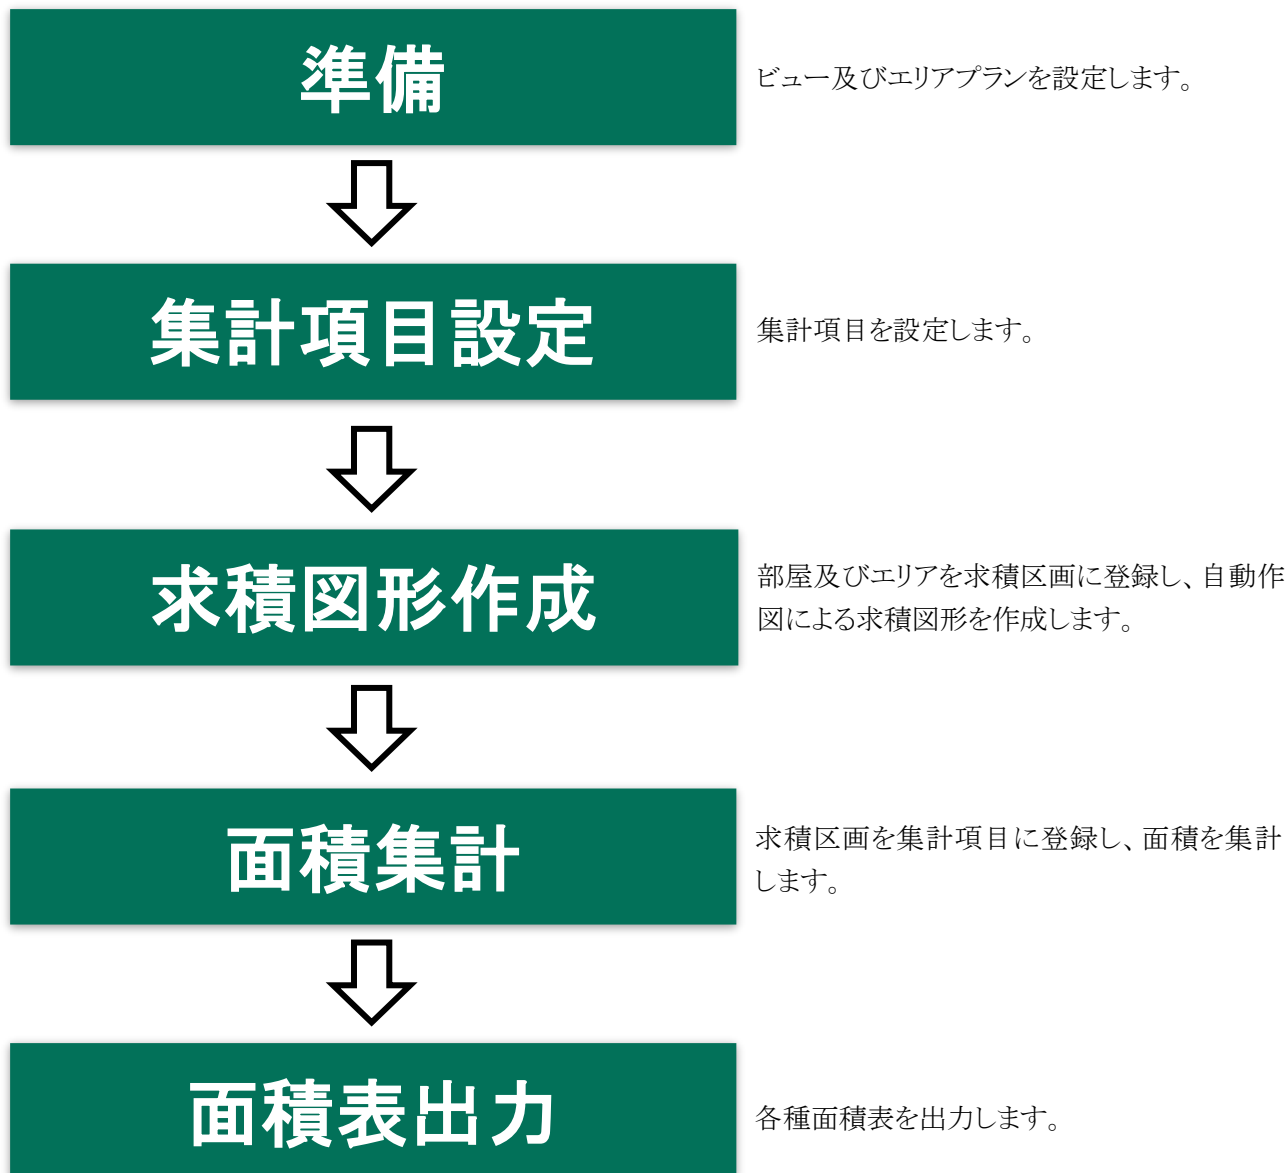 準備
ビュー及びエリアプランを設定します。
集計項目設定
集計項目を設定します。
求積図形作成
部屋及びエリアを求積区画に登録し、自動作
図による求積図形を作成します。
面積集計
求積区画を集計項目に登録し、面積を集計
します。
面積表出力
各種面積表を出力します。